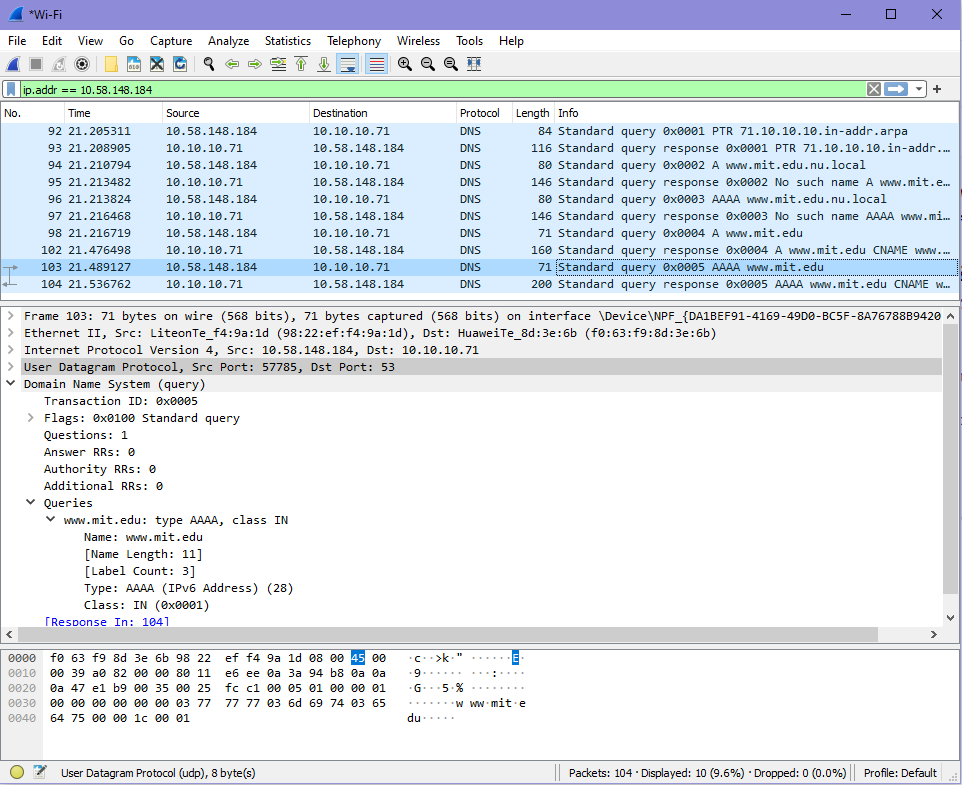 *Wi-Fi
File Edit View Go Capture Analyze Statistics Telephony Wireless Tools Help
ip.addr == 10.58.148.184
No. Time Source Destination Protocol Length Info
92 21.205311 10.58.148.184 10.10.10.71 DNS 84 Standard query 0x0001 PTR 71.10.10.10.in-addr.arpa
93 21.208905 10.10.10.71 10.58.148.184 DNS 116 Standard query response 0x0001 PTR 71.10.10.10.in-addr.…
94 21.210794 10.58.148.184 10.10.10.71 DNS 80 Standard query 0x0002 A www.mit.edu.nu.local
95 21.213482 10.10.10.71 10.58.148.184 DNS 146 Standard query response 0x0002 No such name A www.mit.e…
96 21.213824 10.58.148.184 10.10.10.71 DNS 80 Standard query 0x0003 AAAA www.mit.edu.nu.local
97 21.216468 10.10.10.71 10.58.148.184 DNS 146 Standard query response 0x0003 No such name AAAA www.mi…
98 21.216719 10.58.148.184 10.10.10.71 DNS 71 Standard query 0x0004 A www.mit.edu
102 21.476498 10.10.10.71 10.58.148.184 DNS 160 Standard query response 0x0004 A www.mit.edu CNAME www.…
103 21.489127 10.58.148.184 10.10.10.71 DNS 71 Standard query 0x0005 AAAA www.mit.edu
104 21.536762 10.10.10.71 10.58.148.184 DNS 200 Standard query response 0x0005 AAAA www.mit.edu CNAME w…
Frame 103: 71 bytes on wire (568 bits), 71 bytes captured (568 bits) on interface \Device\NPF_{DA1BEF91-4169-49D0-BC5F-8A76788B9420
Ethernet II, Src: LiteonTe_f4:9a:1d (98:22:ef:f4:9a:1d), Dst: HuaweiTe_8d:3e:6b (f0:63:f9:8d:3e:6b)
Internet Protocol Version 4, Src: 10.58.148.184, Dst: 10.10.10.71
User Datagram Protocol, Src Port: 57785, Dst Port: 53
Domain Name System (query)
Transaction ID: 0x0005
Flags: 0x0100 Standard query
Questions: 1
Answer RRs: 0
Authority RRs: 0
Additional RRs: 0
Queries
www.mit.edu: type AAAA, class IN
Name: www.mit.edu
[Name Length: 11]
[Label Count: 3]
Type: AAAA (IPv6 Address) (28)
Class: IN (0x0001)
[Response In: 104]
0000 f0 63 f9 8d 3e 6b 98 22 ef f4 9a 1d 08 00 45 00 ·c··>k·" ······E·
0010 00 39 a0 82 00 00 80 11 e6 ee 0a 3a 94 b8 0a 0a ·9······ ···:····
0020 0a 47 e1 b9 00 35 00 25 fc c1 00 05 01 00 00 01 ·G···5·% ········
0030 00 00 00 00 00 00 03 77 77 77 03 6d 69 74 03 65 ·······w ww·mit·e
0040 64 75 00 00 1c 00 01 du·····
User Datagram Protocol (udp), 8 byte(s) Packets: 104 · Displayed: 10 (9.6%) · Dropped: 0 (0.0%) Profile: Default